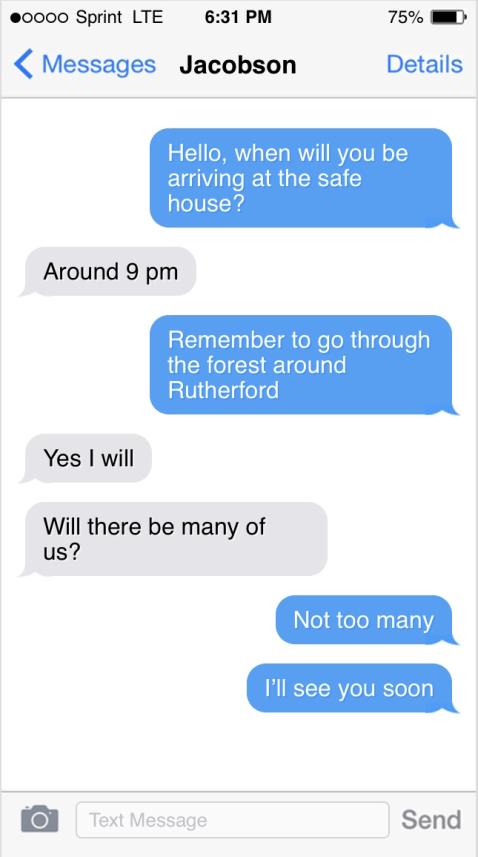 Sprint LTE 6:31 PM 75%
Messages Jacobson Details
Hello, when will you be
arriving at the safe
house?
Around 9 pm
Remember to go through
the forest around
Rutherford
Yes I will
Will there be many of
us?
Not too many
I'll see you soon
Text Message Send